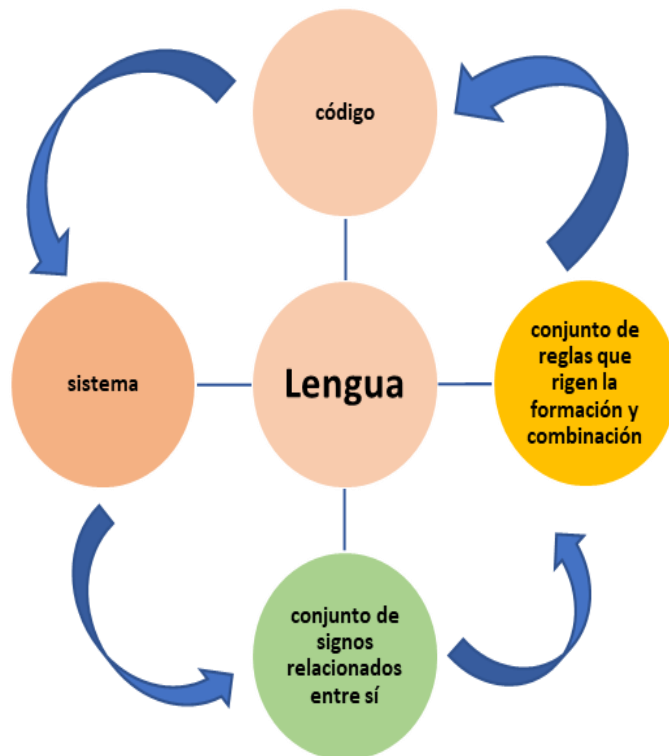 código
sistema
Lengua
conjunto de
reglas que
rigen la
formación y
combinación
conjunto de
signos
relacionados
entre sí